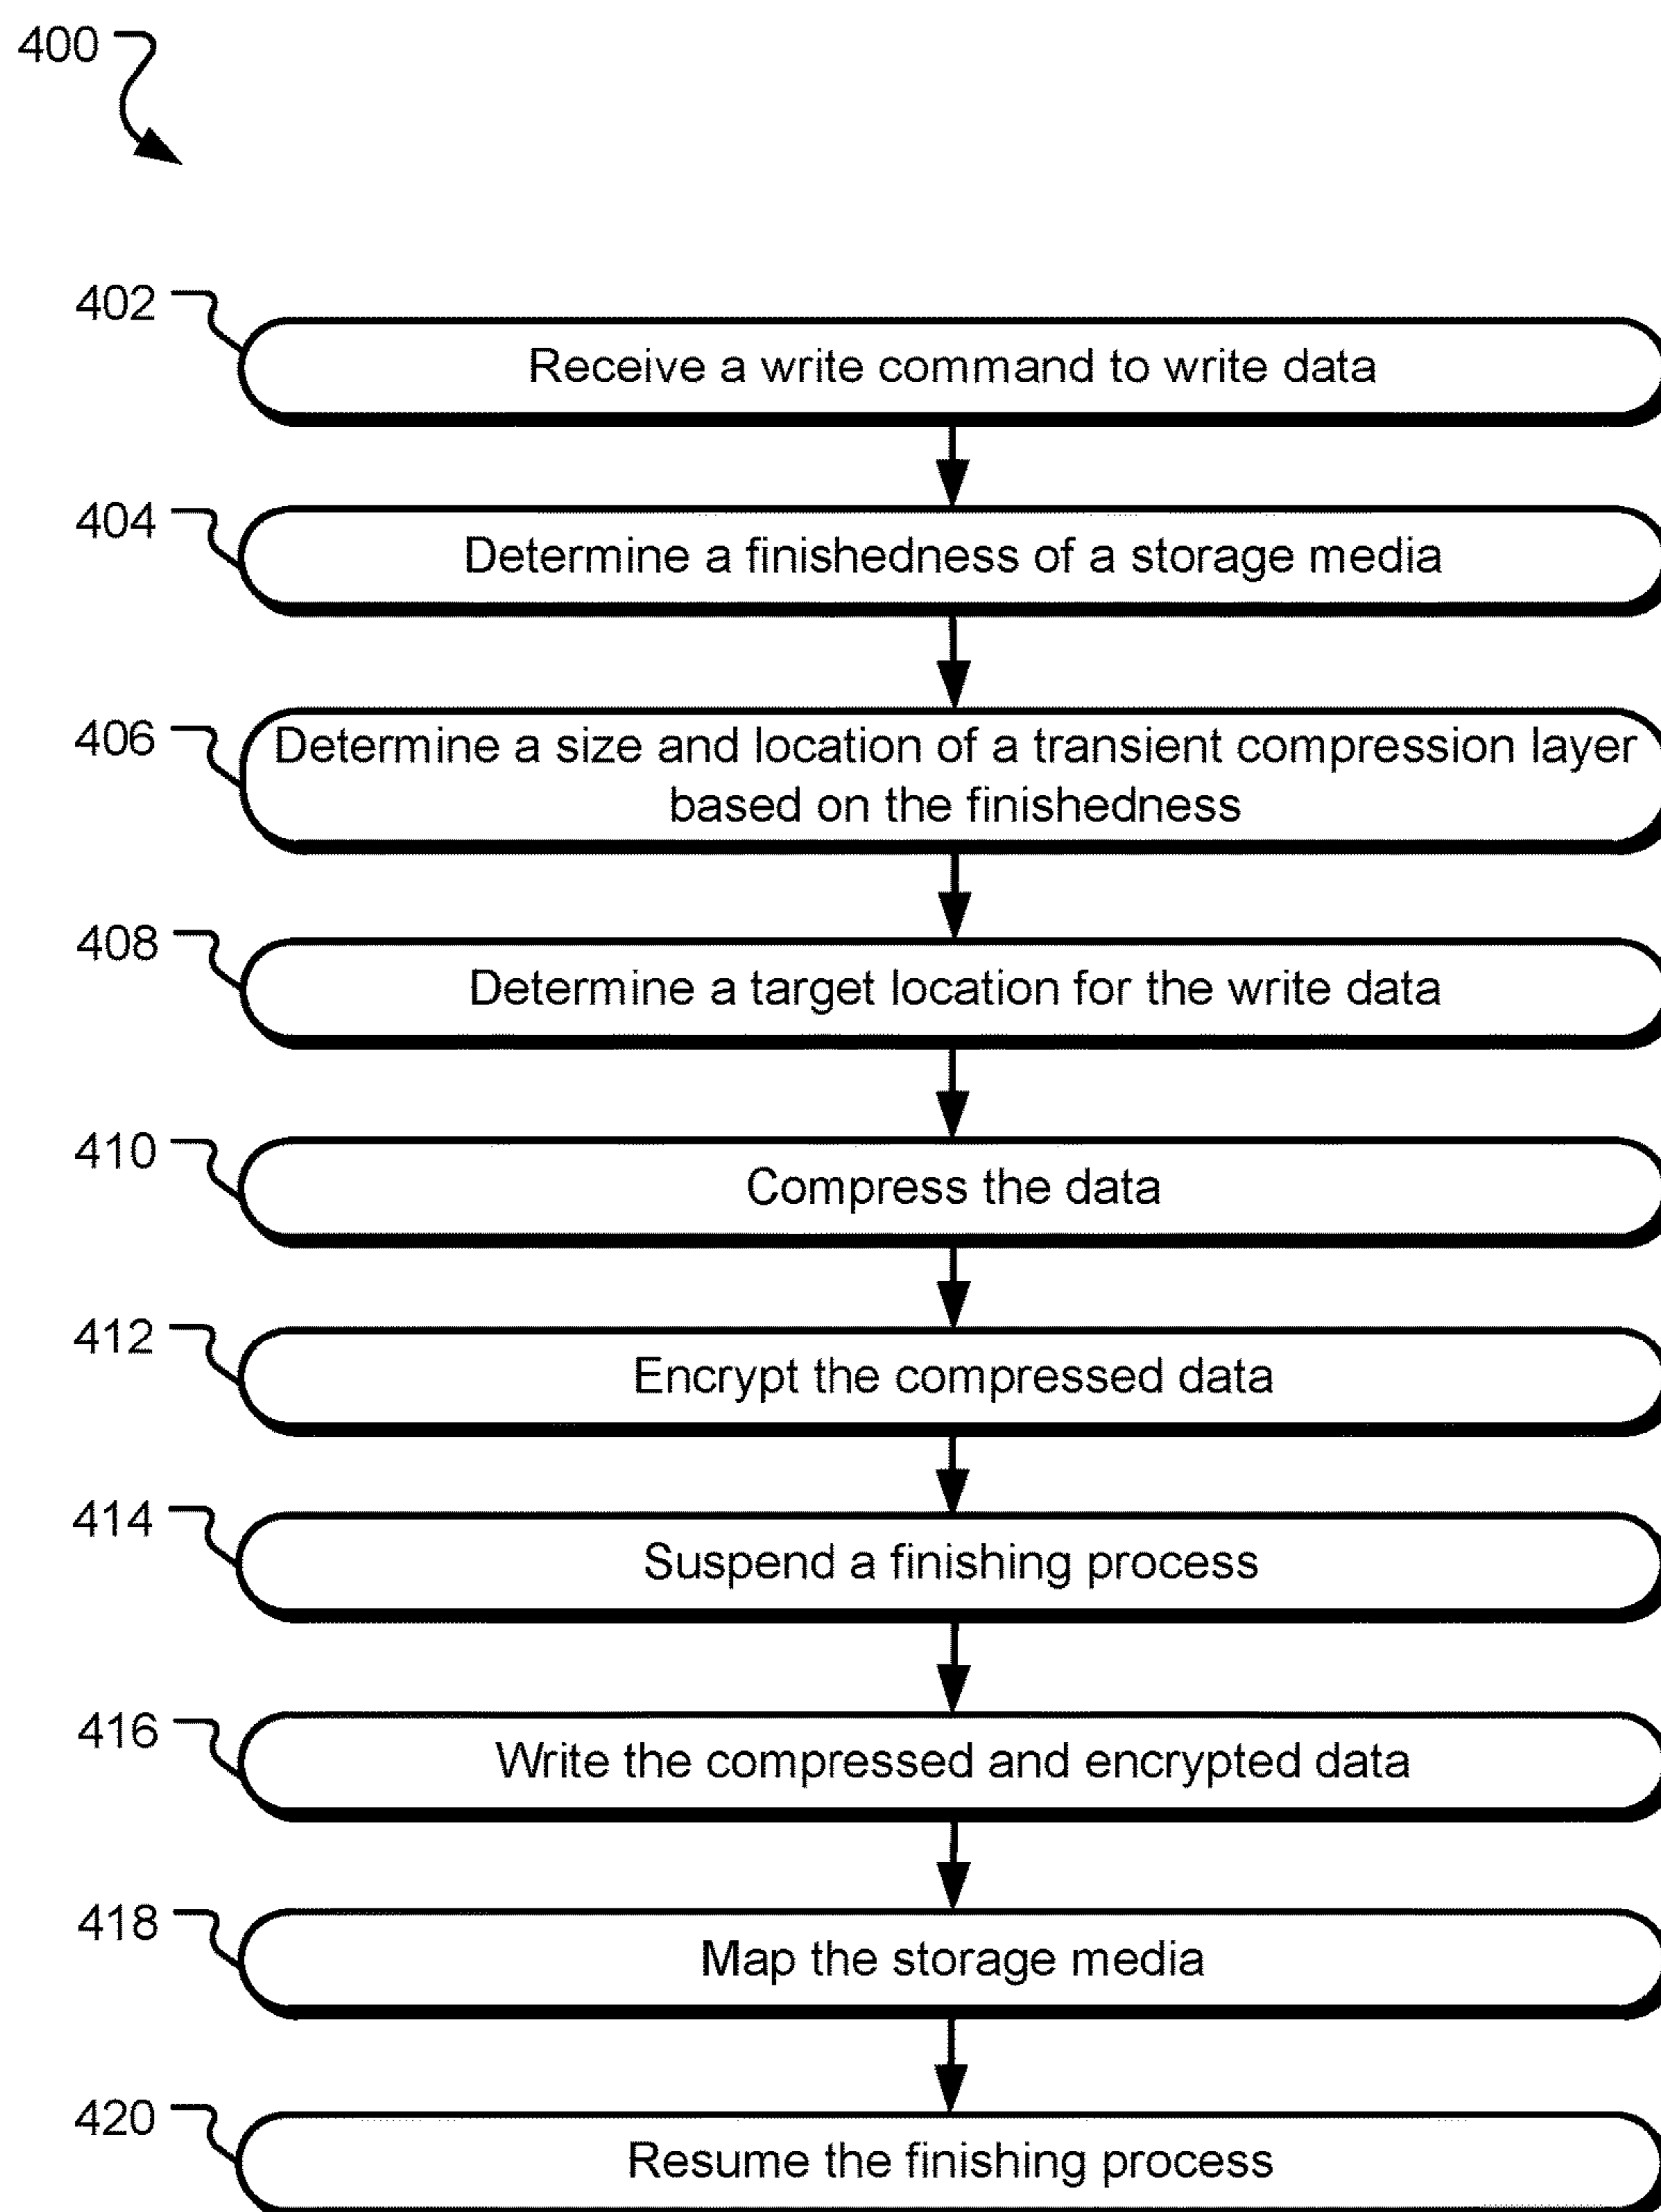 400
402
Receive a write command to write data
404
Determine a finishedness of a storage media
406
Determine a size and location of a transient compression layer
based on the finishedness
408
Determine a target location for the write data
410
Compress the data
412
Encrypt the compressed data
414
Suspend a finishing process
416
Write the compressed and encrypted data
418
Map the storage media
420
Resume the finishing process